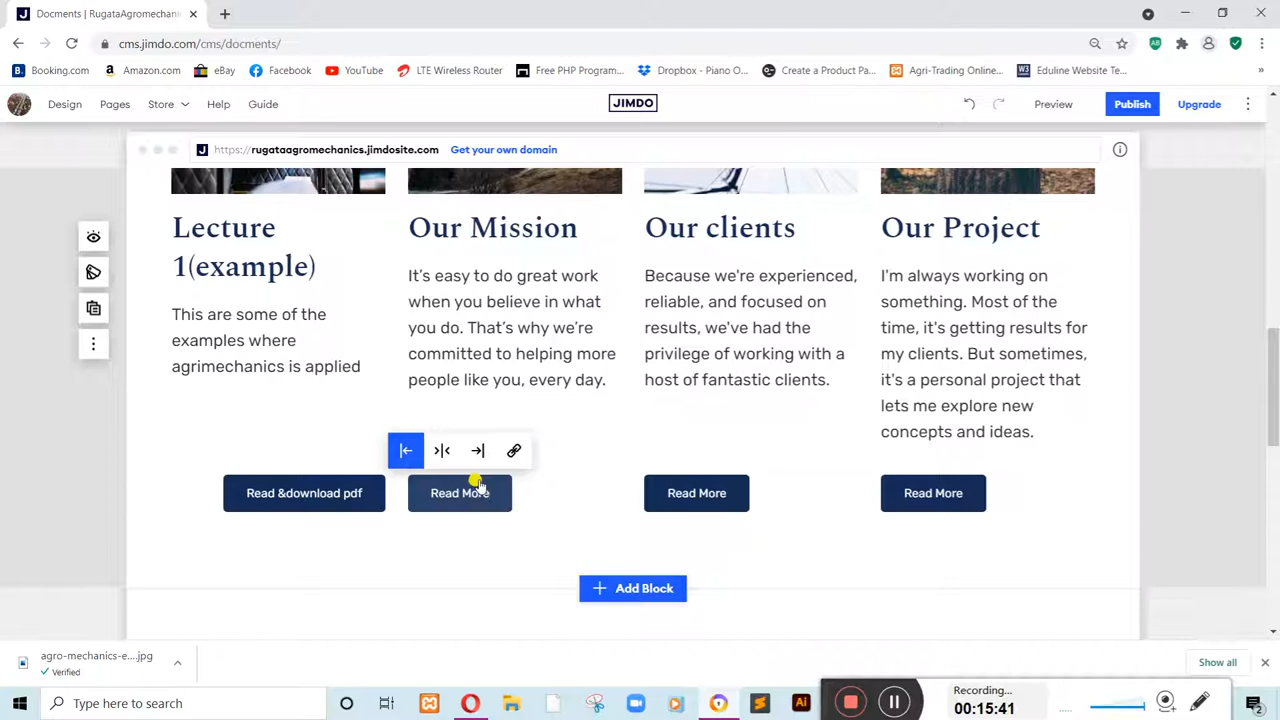 Docments | RugataAgromechani
cms.jimdo.com/cms/docments/
Booking.com
Amazon.com
eBay
Facebook
YouTube
LTE Wireless Router
Free PHP Program...
Dropbox - Piano O...
Create a Product Pa...
Agri-Trading Online...
Eduline Website Te...
Design
Pages
Store
Help
Guide
JIMDO
Preview
Publish
Upgrade
https://rugataagromechanics.jimdosite.com
Get your own domain
Lecture
1(example)
This are some of the
examples where
agrimechanics is applied
Read &download pdf
Our Mission
It's easy to do great work
when you believe in what
you do. That's why we're
committed to helping more
people like you, every day.
Read More
Our clients
Because we're experienced,
reliable, and focused on
results, we've had the
privilege of working with a
host of fantastic clients.
Read More
Our Project
I'm always working on
something. Most of the
time, it's getting results for
my clients. But sometimes,
it's a personal project that
lets me explore new
concepts and ideas.
Read More
+ Add Block
agro-mechanics-e....jpg
Verified
Show all
Type here to search
Recording...
00:15:41